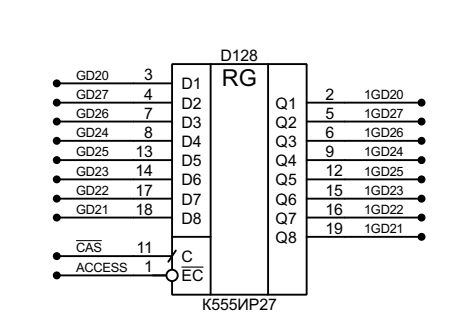 D128
RG
GD20 3 D1
GD27 4 D2
GD26 7 D3
GD24 8 D4
GD25 13 D5
GD23 14 D6
GD22 17 D7
GD21 18 D8
CAS 11 C
ACCESS 1 EC
Q1 2 1GD20
Q2 5 1GD27
Q3 6 1GD26
Q4 9 1GD24
Q5 12 1GD25
Q6 15 1GD23
Q7 16 1GD22
Q8 19 1GD21
К555ИР27